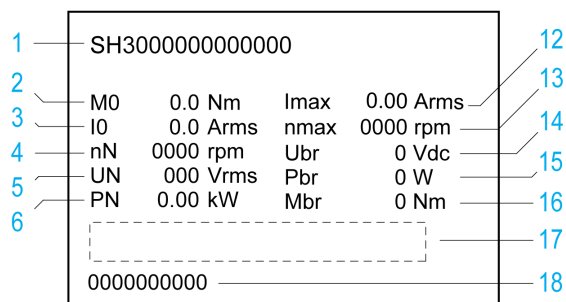 1 SH3000000000000 12
2 M0 0.0 Nm Imax 0.00 Arms 13
3 I0 0.0 Arms nmax 0000 rpm 14
4 nN 0000 rpm Ubr 0 Vdc 15
5 UN 000 Vrms Pbr 0 W 16
6 PN 0.00 kW Mbr 0 Nm 17
0000000000 18